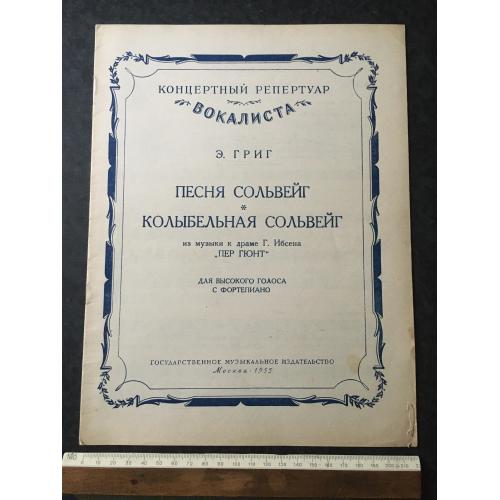 КОНЦЕРТНЫЙ РЕПЕРТУАР
ВОКАЛИСТА
Э. ГРИГ
ПЕСНЯ СОЛЬВЕЙГ
*
КОЛЫБЕЛЬНАЯ СОЛЬВЕЙГ
из музыки к драме Г. Ибсена
„ПЕР ГЮНТ“
ДЛЯ ВЫСОКОГО ГОЛОСА
С ФОРТЕПИАНО
ГОСУДАРСТВЕННОЕ МУЗЫКАЛЬНОЕ ИЗДАТЕЛЬСТВО
Москва · 1955